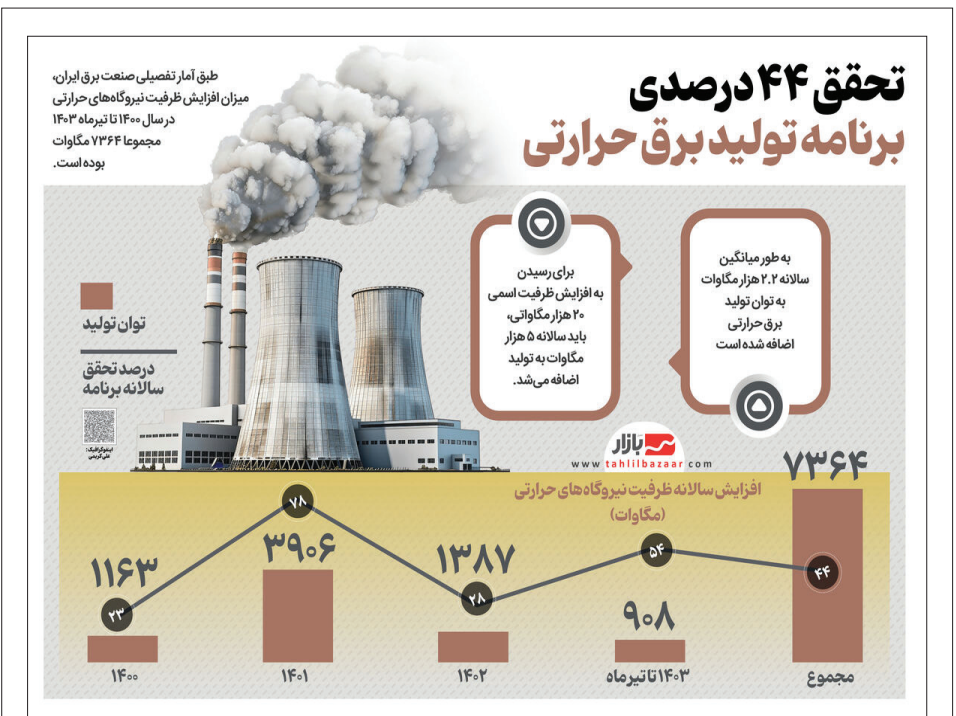 تحقق ۴۴ درصدی
برنامه تولید برق حرارتی
طبق آمار تفصیلی صنعت برق ایران،
میزان افزایش ظرفیت نیروگاه‌های حرارتی
در سال ۱۴۰۰ تا تیرماه ۱۴۰۳
مجموعا ۷۳۶۴ مگاوات
بوده است.
به طور میانگین
سالانه ۲.۲ هزار مگاوات
به توان تولید
برق حرارتی
اضافه شده است
برای رسیدن
به افزایش ظرفیت اسمی
۲۰ هزار مگاواتی،
باید سالانه ۵ هزار
مگاوات به تولید
اضافه می‌شد.
توان تولید
درصد تحقق
سالانه برنامه
اینفوگرافیک:
علی کریمی
بازار
www tahlilbazaar com
افزایش سالانه ظرفیت نیروگاه‌های حرارتی
(مگاوات)
۱۱۶۳
۳۹۰۶
۱۳۸۷
۹۰۸
۷۳۶۴
۲۳
۷۸
۲۸
۵۴
۴۴
۱۴۰۰
۱۴۰۱
۱۴۰۲
۱۴۰۳ تا تیرماه
مجموع